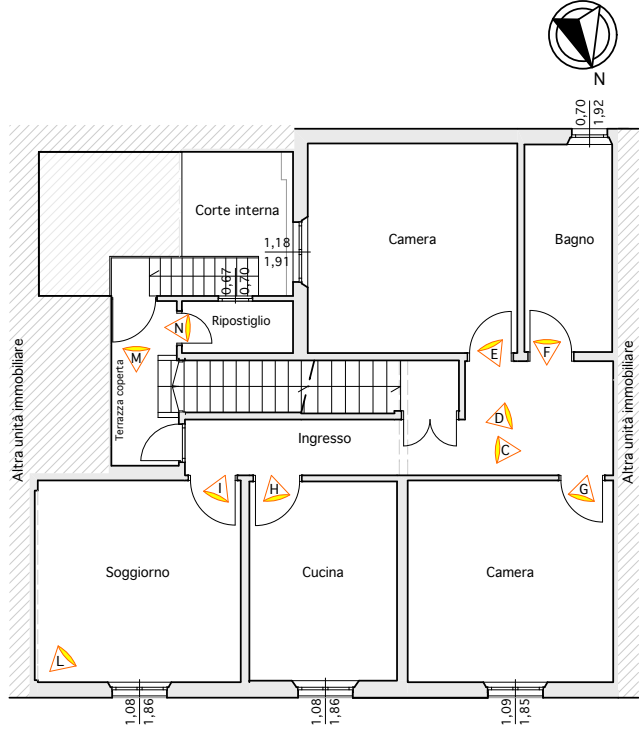 N
0,70
1,92
Corte interna
Camera
Bagno
1,18
1,91
0,67
0,70
Ripostiglio
N
M
E
F
Terrazza coperta
Altra unità immobiliare
Altra unità immobiliare
D
Ingresso
C
I
H
G
Soggiorno
Cucina
Camera
L
1,08
1,86
1,08
1,86
1,09
1,85